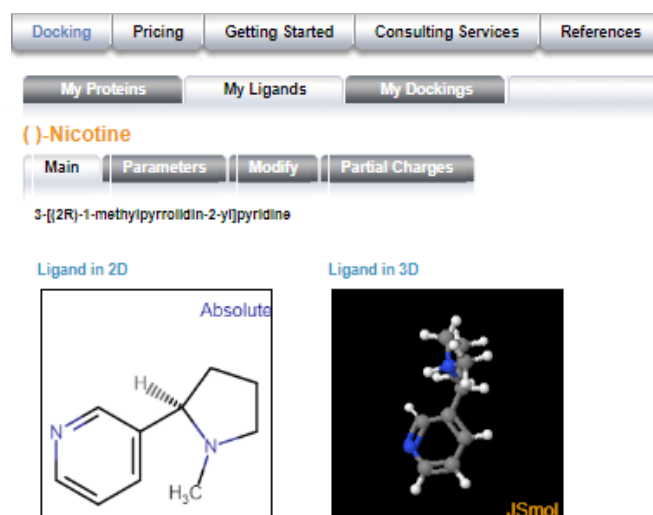 Docking Pricing Getting Started Consulting Services References
My Proteins My Ligands My Dockings
( )-Nicotine
Main Parameters Modify Partial Charges
3-[(2R)-1-methylpyrrolidin-2-yl]pyridine
Ligand in 2D Ligand in 3D
Absolute
H
N
N
H3C
JSmol